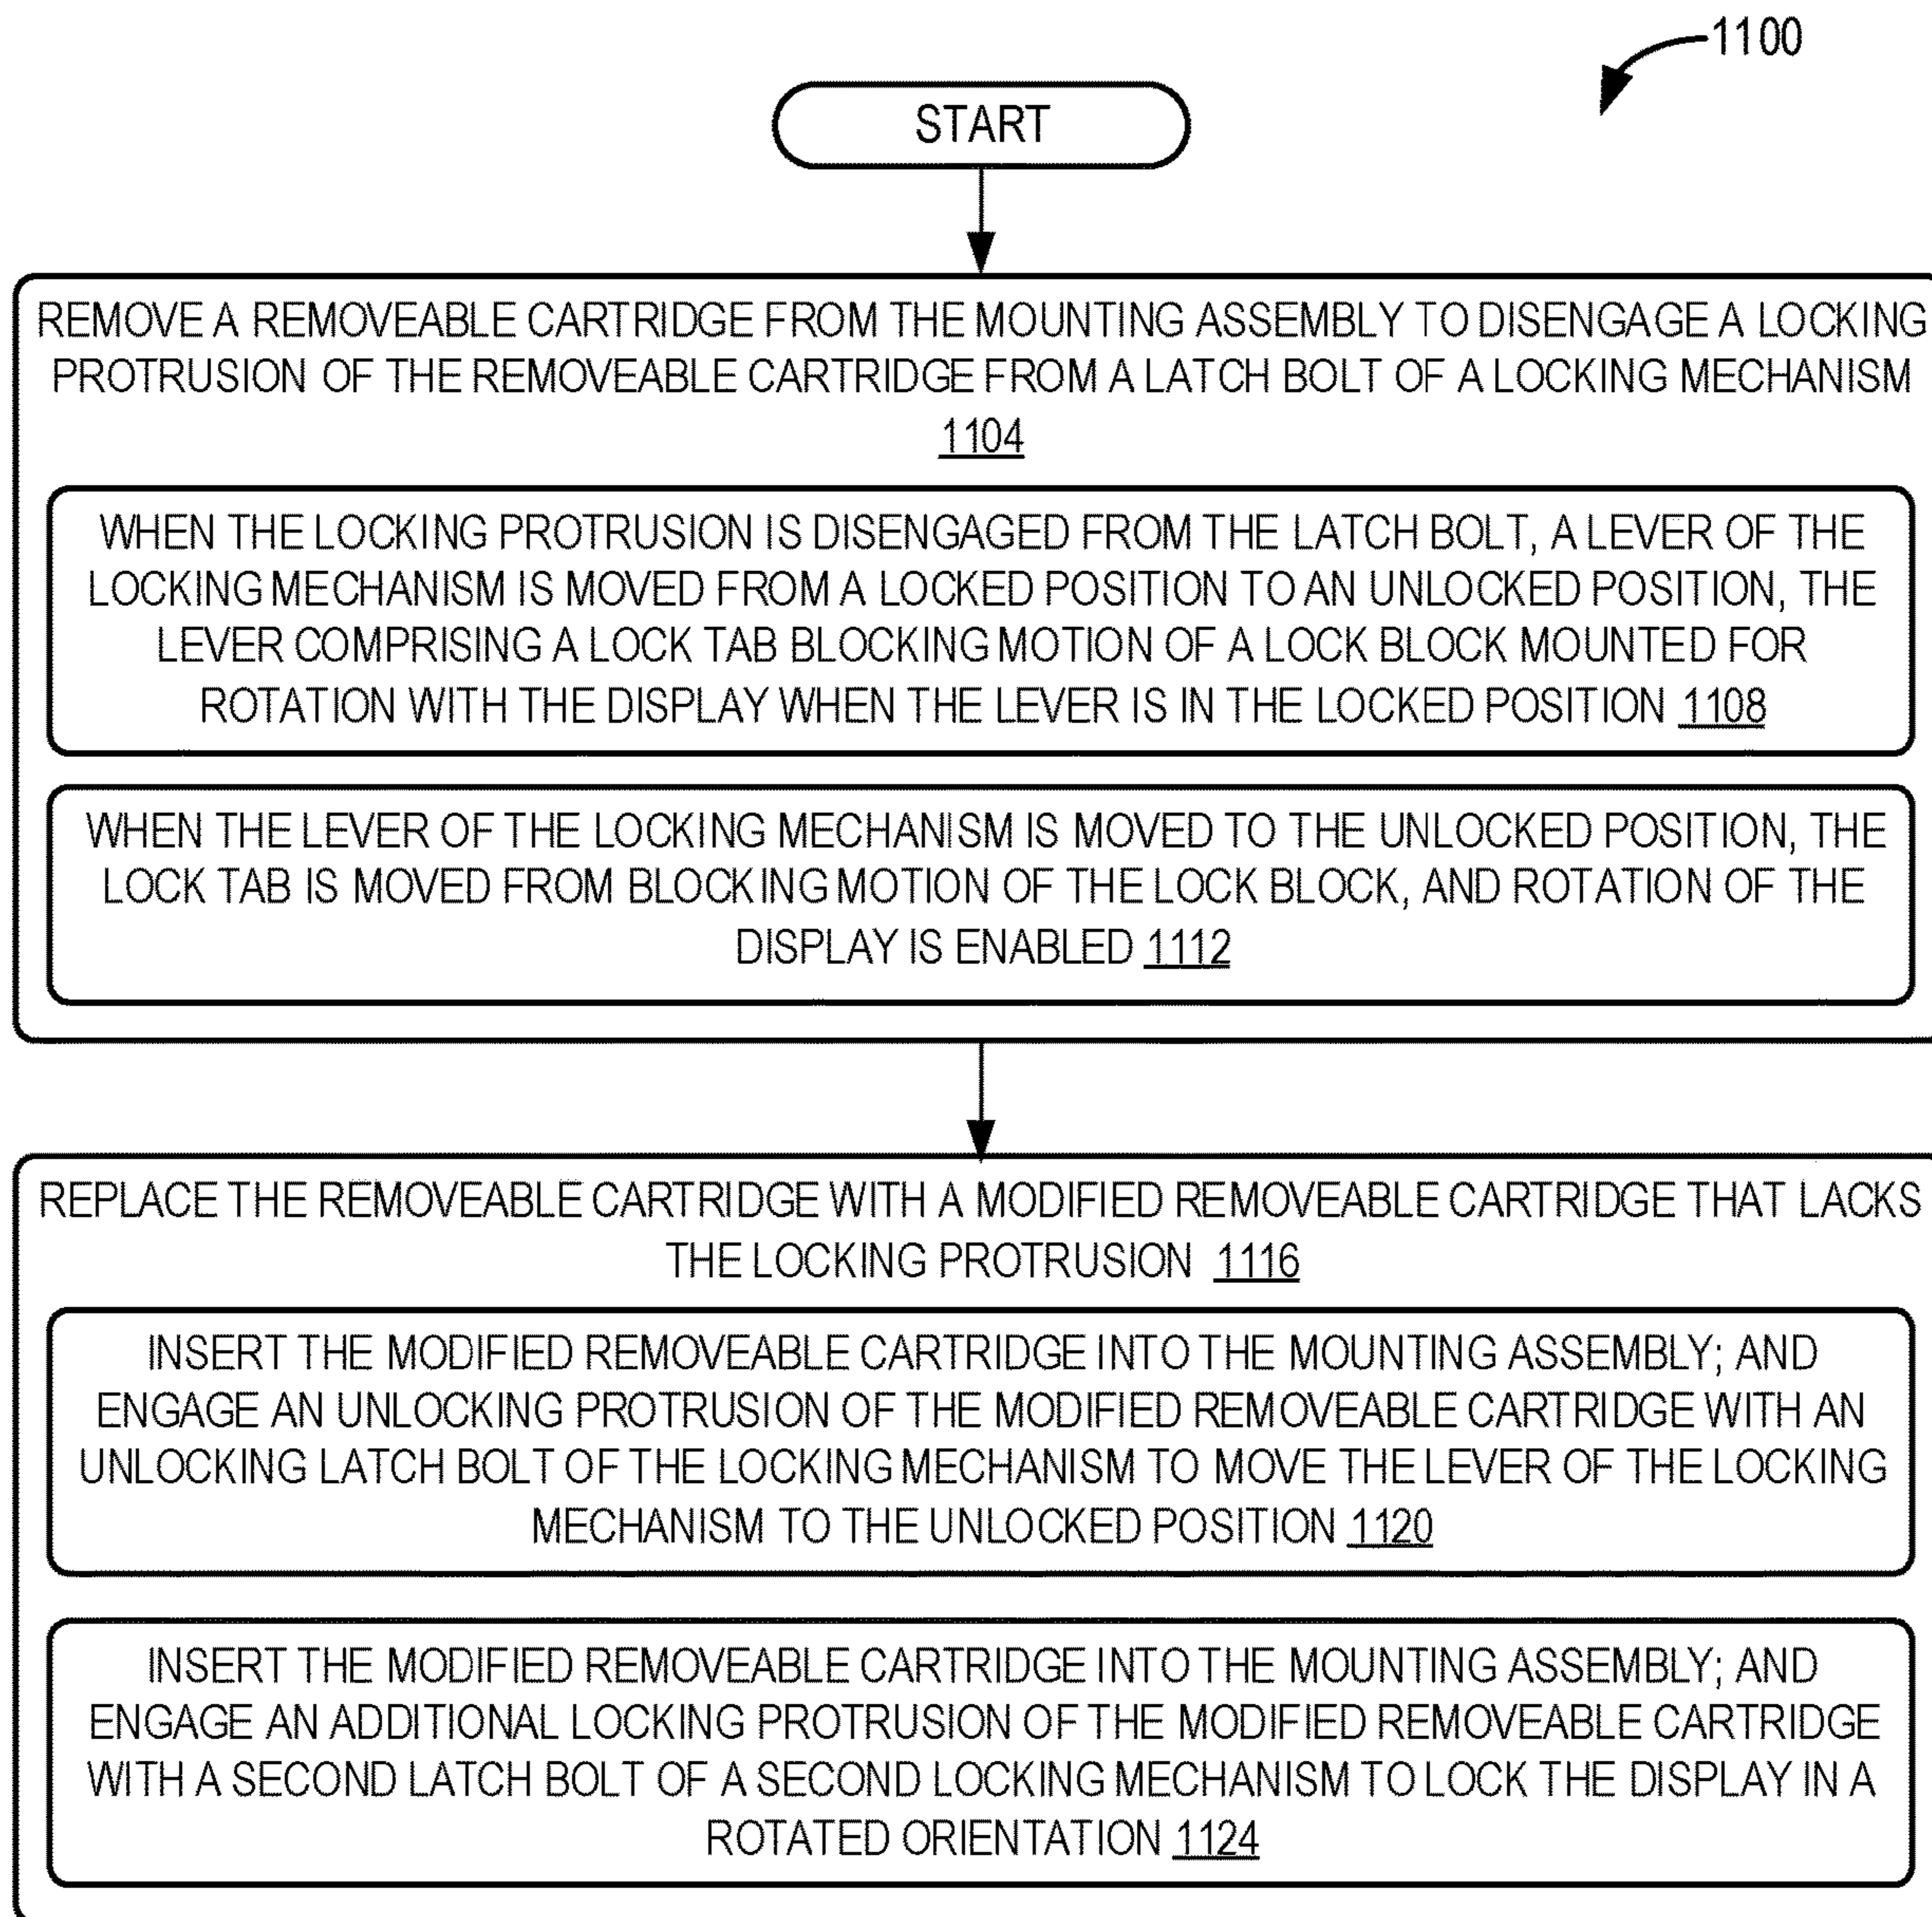 1100
START
REMOVE A REMOVEABLE CARTRIDGE FROM THE MOUNTING ASSEMBLY TO DISENGAGE A LOCKING
PROTRUSION OF THE REMOVEABLE CARTRIDGE FROM A LATCH BOLT OF A LOCKING MECHANISM
1104
WHEN THE LOCKING PROTRUSION IS DISENGAGED FROM THE LATCH BOLT, A LEVER OF THE
LOCKING MECHANISM IS MOVED FROM A LOCKED POSITION TO AN UNLOCKED POSITION, THE
LEVER COMPRISING A LOCK TAB BLOCKING MOTION OF A LOCK BLOCK MOUNTED FOR
ROTATION WITH THE DISPLAY WHEN THE LEVER IS IN THE LOCKED POSITION 1108
WHEN THE LEVER OF THE LOCKING MECHANISM IS MOVED TO THE UNLOCKED POSITION, THE
LOCK TAB IS MOVED FROM BLOCKING MOTION OF THE LOCK BLOCK, AND ROTATION OF THE
DISPLAY IS ENABLED 1112
REPLACE THE REMOVEABLE CARTRIDGE WITH A MODIFIED REMOVEABLE CARTRIDGE THAT LACKS
THE LOCKING PROTRUSION 1116
INSERT THE MODIFIED REMOVEABLE CARTRIDGE INTO THE MOUNTING ASSEMBLY; AND
ENGAGE AN UNLOCKING PROTRUSION OF THE MODIFIED REMOVEABLE CARTRIDGE WITH AN
UNLOCKING LATCH BOLT OF THE LOCKING MECHANISM TO MOVE THE LEVER OF THE LOCKING
MECHANISM TO THE UNLOCKED POSITION 1120
INSERT THE MODIFIED REMOVEABLE CARTRIDGE INTO THE MOUNTING ASSEMBLY; AND
ENGAGE AN ADDITIONAL LOCKING PROTRUSION OF THE MODIFIED REMOVEABLE CARTRIDGE
WITH A SECOND LATCH BOLT OF A SECOND LOCKING MECHANISM TO LOCK THE DISPLAY IN A
ROTATED ORIENTATION 1124